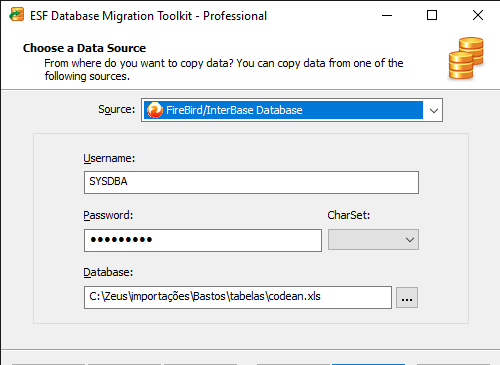 ESF Database Migration Toolkit - Professional
Choose a Data Source
From where do you want to copy data? You can copy data from one of the
following sources.
Source: FireBird/InterBase Database
Username:
SYSDBA
Password: CharSet:
•••••••••
Database:
C:\Zeus\importações\Bastos\tabelas\codean.xls ...